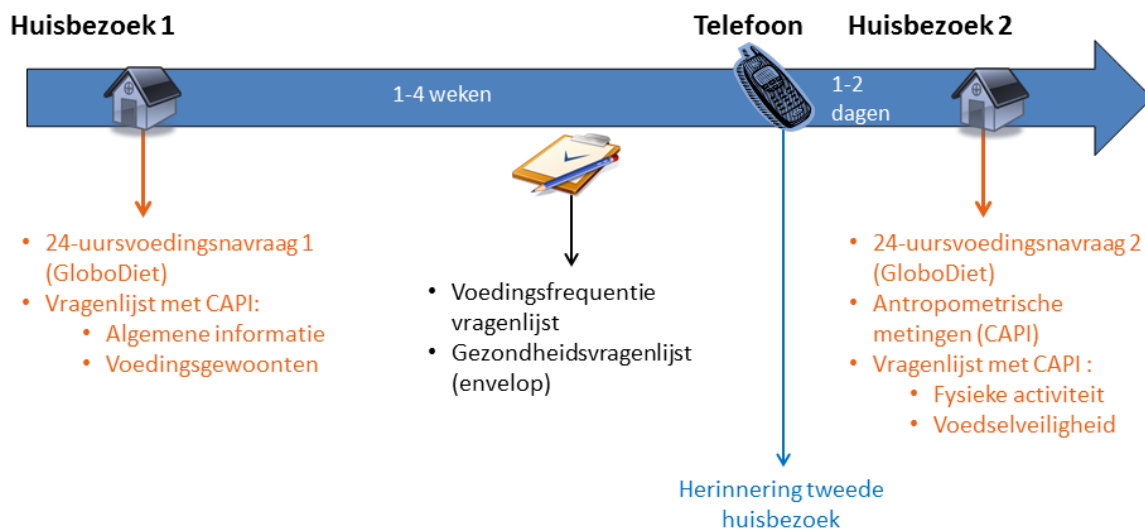 Huisbezoek 1
Telefoon
Huisbezoek 2
1-4 weken
1-2
dagen
• 24-uursvoedingsnavraag 1
(GloboDiet)
• Vragenlijst met CAPI:
• Algemene informatie
• Voedingsgewoonten
• Voedingsfrequentie
vragenlijst
• Gezondheidsvragenlijst
(envelop)
• 24-uursvoedingsnavraag 2
(GloboDiet)
• Antropometrische
metingen (CAPI)
• Vragenlijst met CAPI :
• Fysieke activiteit
• Voedselveiligheid
Herinnering tweede
huisbezoek